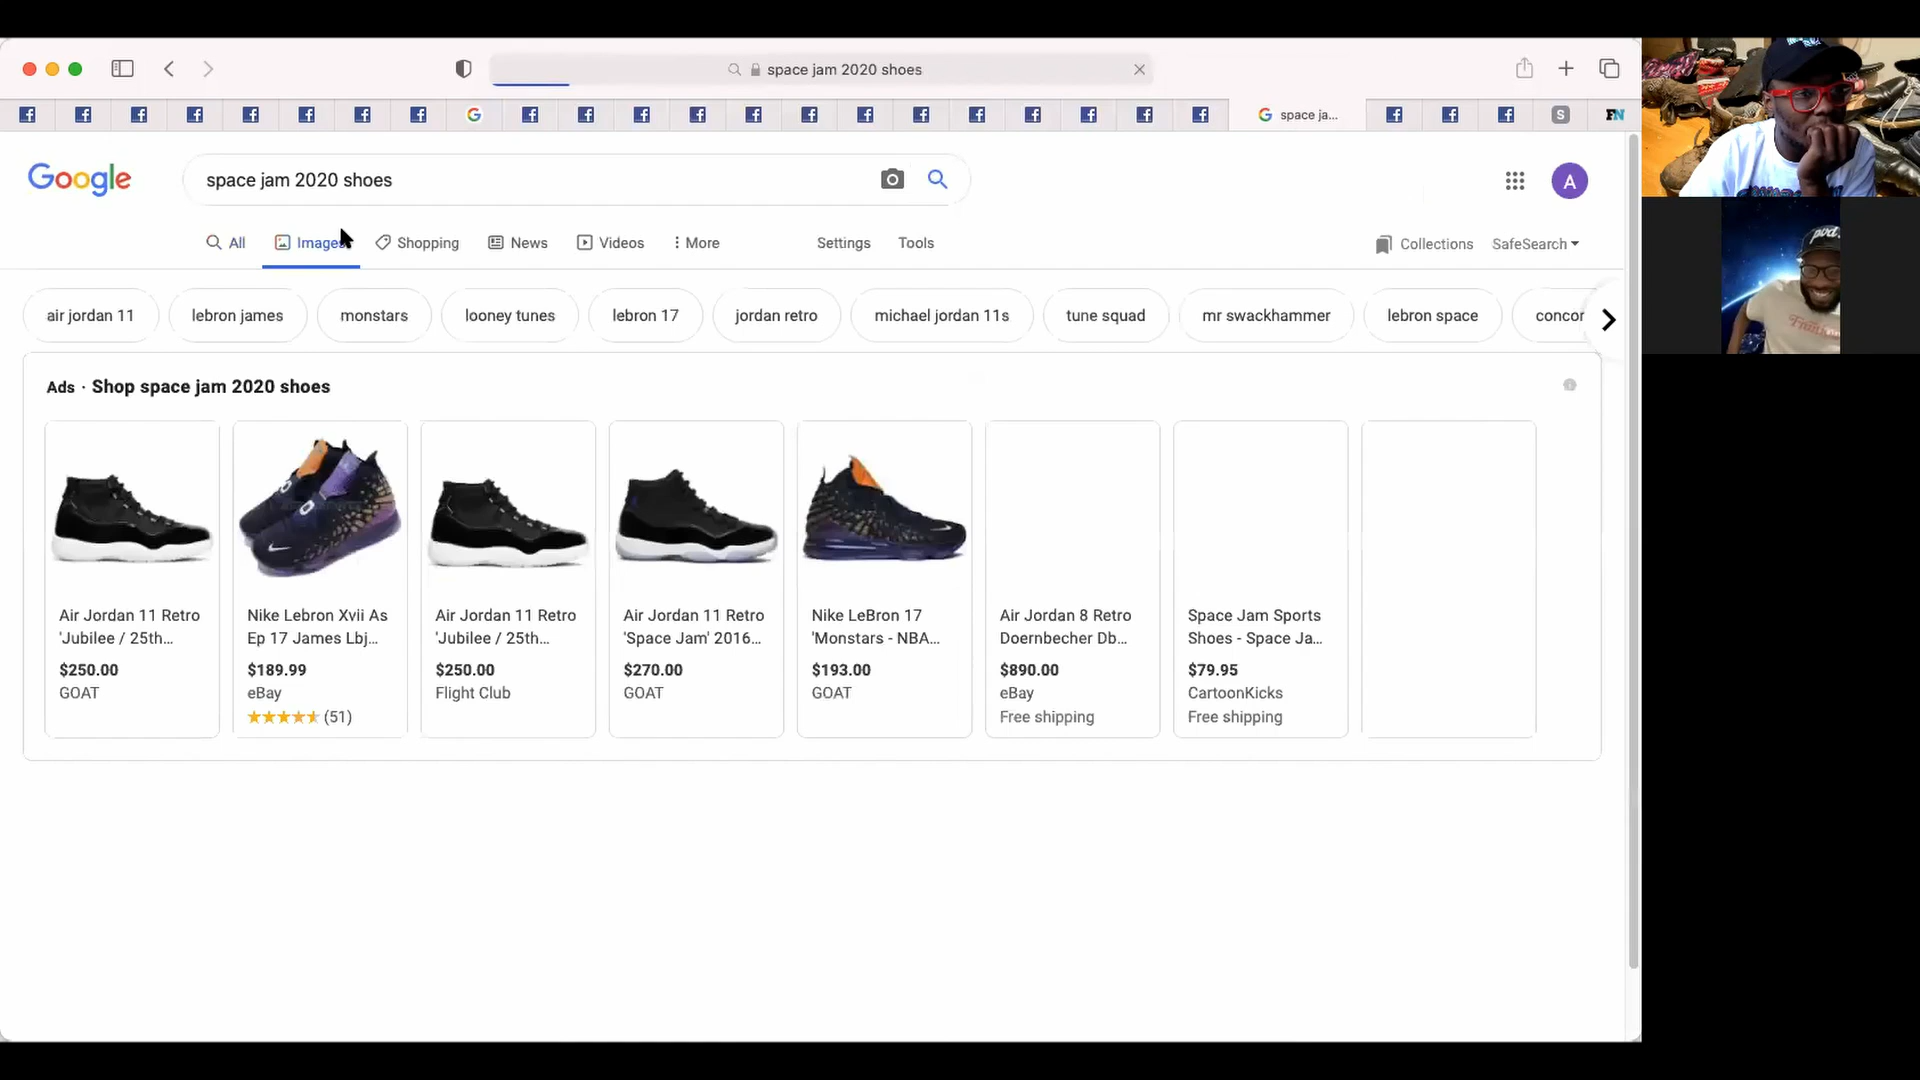 space jam 2020 shoes
space ja...
S
FN
Google
space jam 2020 shoes
A
All
Images
Shopping
News
Videos
More
Settings
Tools
Collections
SafeSearch
air jordan 11
lebron james
monstars
looney tunes
lebron 17
jordan retro
michael jordan 11s
tune squad
mr swackhammer
lebron space
concor
Ads · Shop space jam 2020 shoes
Air Jordan 11 Retro
'Jubilee / 25th...
$250.00
GOAT
Nike Lebron Xvii As
Ep 17 James Lbj...
$189.99
eBay
(51)
Air Jordan 11 Retro
'Jubilee / 25th...
$250.00
Flight Club
Air Jordan 11 Retro
'Space Jam' 2016...
$270.00
GOAT
Nike LeBron 17
'Monstars - NBA...
$193.00
GOAT
Air Jordan 8 Retro
Doernbecher Db...
$890.00
eBay
Free shipping
Space Jam Sports
Shoes - Space Ja...
$79.95
CartoonKicks
Free shipping